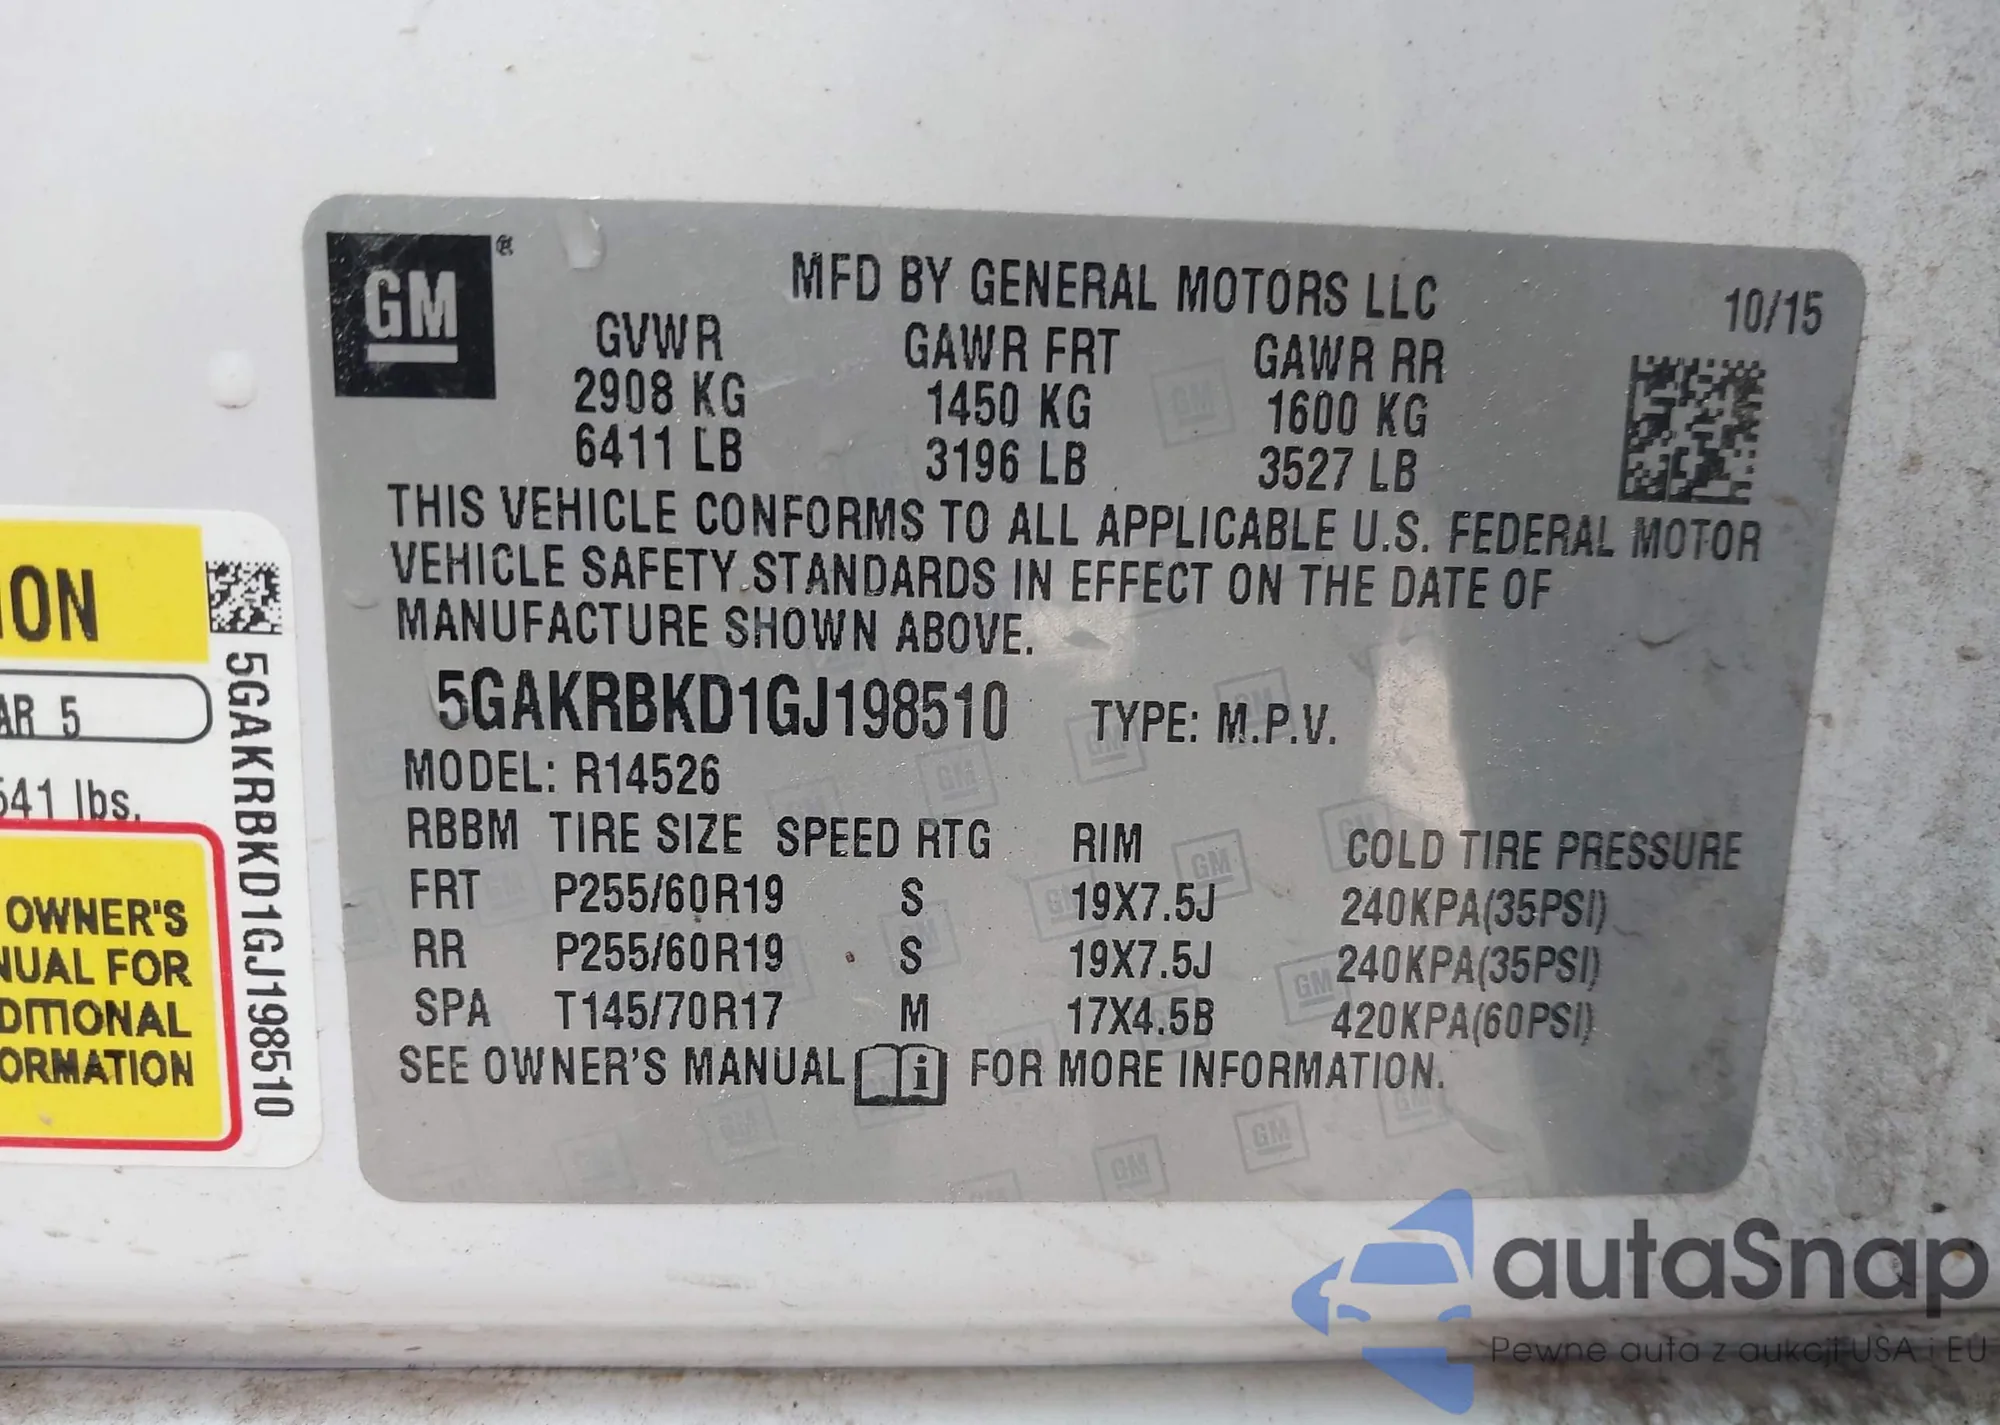 GM ®
MFD BY GENERAL MOTORS LLC 10/15
GVWR GAWR FRT GAWR RR
2908 KG 1450 KG 1600 KG
6411 LB 3196 LB 3527 LB
THIS VEHICLE CONFORMS TO ALL APPLICABLE U.S. FEDERAL MOTOR
VEHICLE SAFETY STANDARDS IN EFFECT ON THE DATE OF
MANUFACTURE SHOWN ABOVE.
5GAKRBKD1GJ198510 TYPE: M.P.V.
MODEL: R14526
RBBM TIRE SIZE SPEED RTG RIM COLD TIRE PRESSURE
FRT P255/60R19 S 19X7.5J 240KPA(35PSI)
RR P255/60R19 S 19X7.5J 240KPA(35PSI)
SPA T145/70R17 M 17X4.5B 420KPA(60PSI)
SEE OWNER'S MANUAL i FOR MORE INFORMATION.
ION
AR 5
541 lbs.
OWNER'S
NUAL FOR
DITIONAL
ORMATION
5GAKRBKD1GJ198510
autaSnap
Pewne auta z aukcji USA i EU